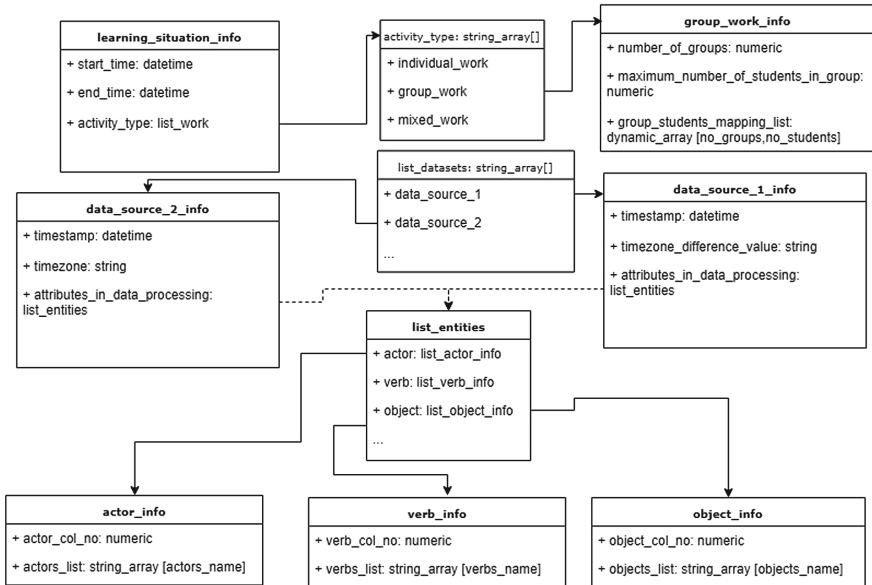 learning_situation_info
+ start_time: datetime
+ end_time: datetime
+ activity_type: list_work
activity_type: string_array[]
+ individual_work
+ group_work
+ mixed_work
group_work_info
+ number_of_groups: numeric
+ maximum_number_of_students_in_group:
numeric
+ group_students_mapping_list:
dynamic_array [no_groups,no_students]
list_datasets: string_array[]
+ data_source_1
+ data_source_2
...
data_source_2_info
+ timestamp: datetime
+ timezone: string
+ attributes_in_data_processing:
list_entities
data_source_1_info
+ timestamp: datetime
+ timezone_difference_value: string
+ attributes_in_data_processing:
list_entities
list_entities
+ actor: list_actor_info
+ verb: list_verb_info
+ object: list_object_info
...
actor_info
+ actor_col_no: numeric
+ actors_list: string_array [actors_name]
verb_info
+ verb_col_no: numeric
+ verbs_list: string_array [verbs_name]
object_info
+ object_col_no: numeric
+ objects_list: string_array [objects_name]